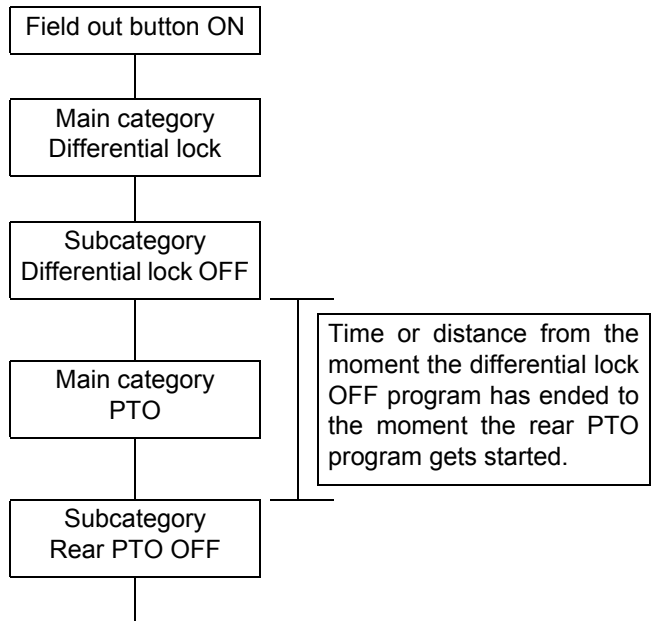 Field out button ON
Main category
Differential lock
Subcategory
Differential lock OFF
Time or distance from the
moment the differential lock
OFF program has ended to
the moment the rear PTO
program gets started.
Main category
PTO
Subcategory
Rear PTO OFF